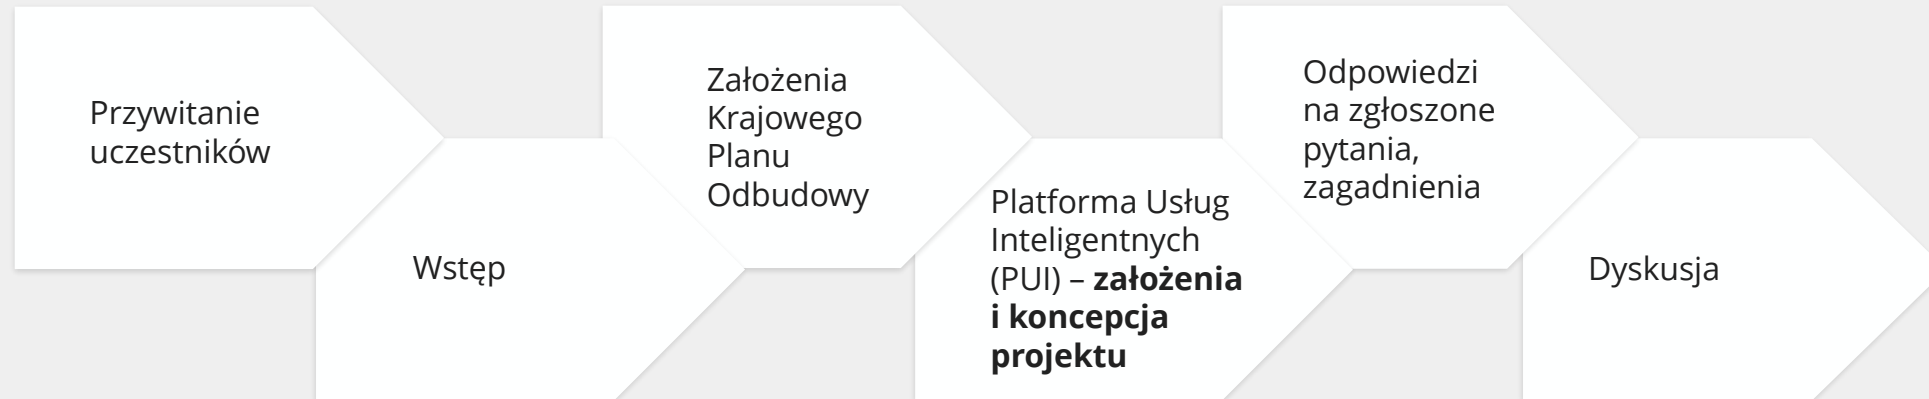 Przywitanie
uczestników
Wstęp
Założenia
Krajowego
Planu
Odbudowy
Platforma Usług
Inteligentnych
(PUI) – założenia
i koncepcja
projektu
Odpowiedzi
na zgłoszone
pytania,
zagadnienia
Dyskusja